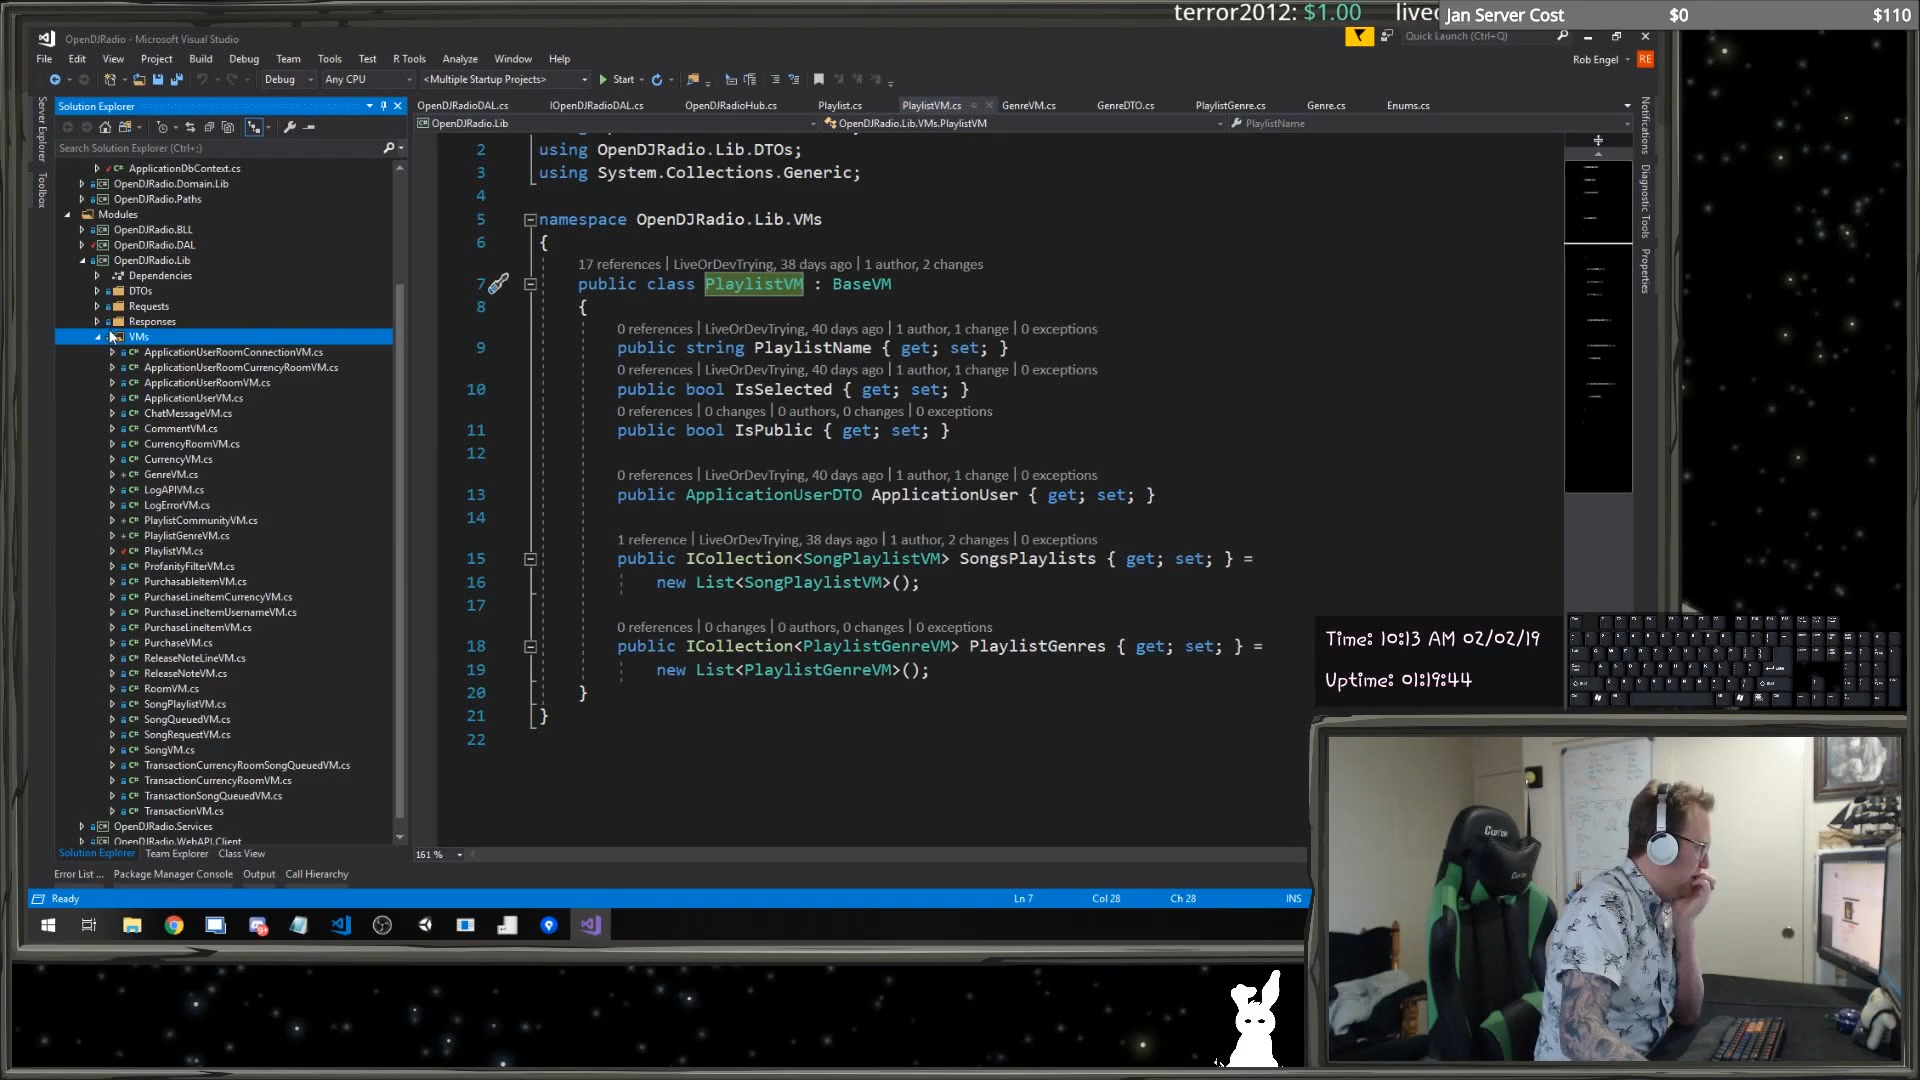 terror2012: $1.00
Jan Server Cost $0 $110
OpenDJRadio - Microsoft Visual Studio
Quick Launch (Ctrl+Q)
File Edit View Project Build Debug Team Tools Test R Tools Analyze Window Help
Rob Engel RE
Debug Any CPU <Multiple Startup Projects> Start
Server Explorer
Toolbox
Solution Explorer
Search Solution Explorer (Ctrl+;)
ApplicationDbContext.cs
OpenDJRadio.Domain.Lib
OpenDJRadio.Paths
Modules
OpenDJRadio.BLL
OpenDJRadio.DAL
OpenDJRadio.Lib
Dependencies
DTOs
Requests
Responses
VMs
ApplicationUserRoomConnectionVM.cs
ApplicationUserRoomCurrencyRoomVM.cs
ApplicationUserRoomVM.cs
ApplicationUserVM.cs
ChatMessageVM.cs
CommentVM.cs
CurrencyRoomVM.cs
CurrencyVM.cs
GenreVM.cs
LogAPIVM.cs
LogErrorVM.cs
PlaylistCommunityVM.cs
PlaylistGenreVM.cs
PlaylistVM.cs
ProfanityFilterVM.cs
PurchasableItemVM.cs
PurchaseLineItemCurrencyVM.cs
PurchaseLineItemUsernameVM.cs
PurchaseLineItemVM.cs
PurchaseVM.cs
ReleaseNoteLineVM.cs
ReleaseNoteVM.cs
RoomVM.cs
SongPlaylistVM.cs
SongQueuedVM.cs
SongRequestVM.cs
SongVM.cs
TransactionCurrencyRoomSongQueuedVM.cs
TransactionCurrencyRoomVM.cs
TransactionSongQueuedVM.cs
TransactionVM.cs
OpenDJRadio.Services
OpenDJRadio.WebAPI.Client
Solution Explorer Team Explorer Class View
OpenDJRadioDAL.cs IOpenDJRadioDAL.cs OpenDJRadioHub.cs Playlist.cs PlaylistVM.cs GenreVM.cs GenreDTO.cs PlaylistGenre.cs Genre.cs Enums.cs
OpenDJRadio.Lib OpenDJRadio.Lib.VMs.PlaylistVM PlaylistName
2 using OpenDJRadio.Lib.DTOs;
3 using System.Collections.Generic;
4
5 namespace OpenDJRadio.Lib.VMs
6 {
17 references | LiveOrDevTrying, 38 days ago | 1 author, 2 changes
7 public class PlaylistVM : BaseVM
8 {
0 references | LiveOrDevTrying, 40 days ago | 1 author, 1 change | 0 exceptions
9 public string PlaylistName { get; set; }
0 references | LiveOrDevTrying, 40 days ago | 1 author, 1 change | 0 exceptions
10 public bool IsSelected { get; set; }
0 references | 0 changes | 0 authors, 0 changes | 0 exceptions
11 public bool IsPublic { get; set; }
12
0 references | LiveOrDevTrying, 40 days ago | 1 author, 1 change | 0 exceptions
13 public ApplicationUserDTO ApplicationUser { get; set; }
14
1 reference | LiveOrDevTrying, 38 days ago | 1 author, 2 changes | 0 exceptions
15 public ICollection<SongPlaylistVM> SongsPlaylists { get; set; } =
16 new List<SongPlaylistVM>();
17
0 references | 0 changes | 0 authors, 0 changes | 0 exceptions
18 public ICollection<PlaylistGenreVM> PlaylistGenres { get; set; } =
19 new List<PlaylistGenreVM>();
20 }
21 }
22
161 %
Notifications
Diagnostic Tools
Properties
Error List ... Package Manager Console Output Call Hierarchy
Ready Ln 7 Col 28 Ch 28 INS
Time: 10:13 AM 02/02/19
Uptime: 01:19:44